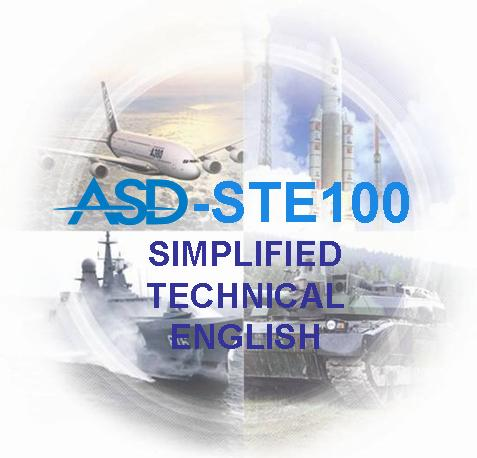 A380
ASD-STE100
SIMPLIFIED
TECHNICAL
ENGLISH